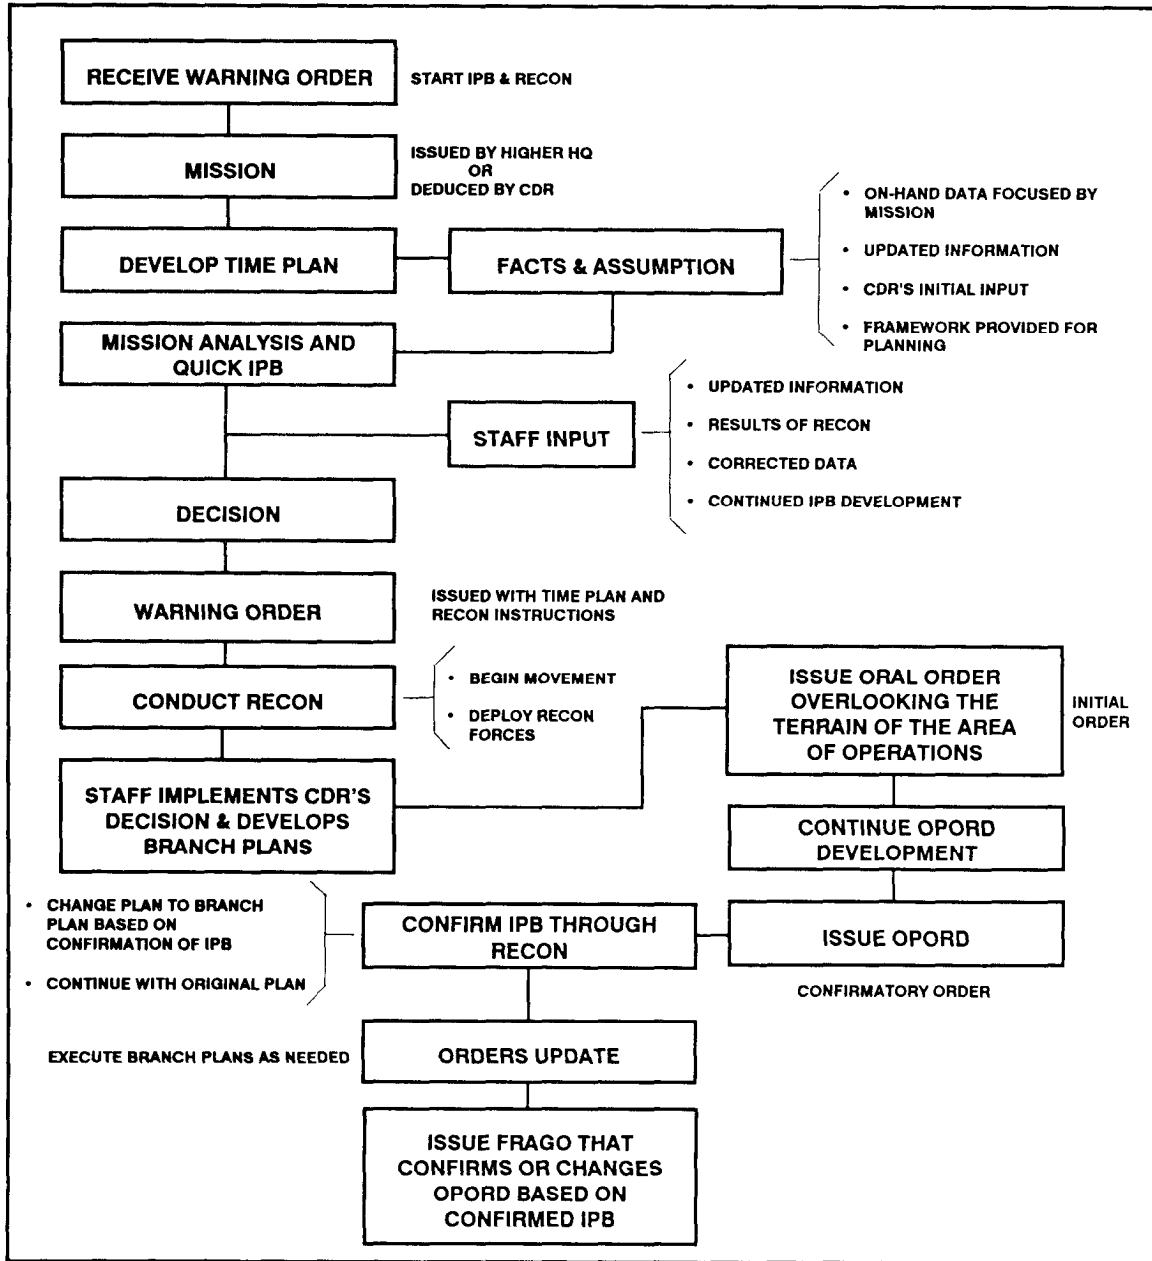 RECEIVE WARNING ORDER
START IPB & RECON
MISSION
ISSUED BY HIGHER HQ
OR
DEDUCED BY CDR
DEVELOP TIME PLAN
FACTS & ASSUMPTION
• ON-HAND DATA FOCUSED BY
MISSION
• UPDATED INFORMATION
• CDR'S INITIAL INPUT
• FRAMEWORK PROVIDED FOR
PLANNING
MISSION ANALYSIS AND
QUICK IPB
STAFF INPUT
• UPDATED INFORMATION
• RESULTS OF RECON
• CORRECTED DATA
• CONTINUED IPB DEVELOPMENT
DECISION
WARNING ORDER
ISSUED WITH TIME PLAN AND
RECON INSTRUCTIONS
CONDUCT RECON
• BEGIN MOVEMENT
• DEPLOY RECON
FORCES
STAFF IMPLEMENTS CDR'S
DECISION & DEVELOPS
BRANCH PLANS
ISSUE ORAL ORDER
OVERLOOKING THE
TERRAIN OF THE AREA
OF OPERATIONS
INITIAL
ORDER
CONTINUE OPORD
DEVELOPMENT
ISSUE OPORD
CONFIRMATORY ORDER
CONFIRM IPB THROUGH
RECON
• CHANGE PLAN TO BRANCH
PLAN BASED ON
CONFIRMATION OF IPB
• CONTINUE WITH ORIGINAL PLAN
EXECUTE BRANCH PLANS AS NEEDED
ORDERS UPDATE
ISSUE FRAGO THAT
CONFIRMS OR CHANGES
OPORD BASED ON
CONFIRMED IPB